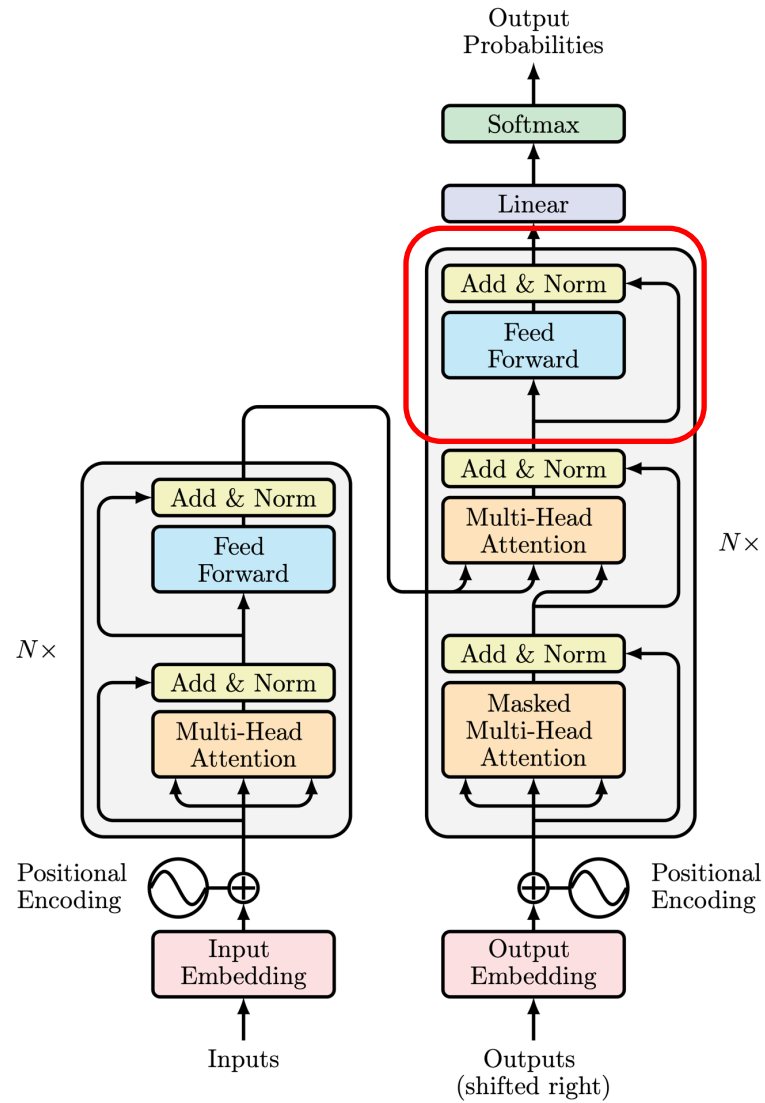 Output
Probabilities
Softmax
Linear
Add & Norm
Feed
Forward
Add & Norm
Multi-Head
Attention
N×
Add & Norm
Masked
Multi-Head
Attention
Positional
Encoding
Output
Embedding
Outputs
(shifted right)
Add & Norm
Feed
Forward
N×
Add & Norm
Multi-Head
Attention
Positional
Encoding
Input
Embedding
Inputs